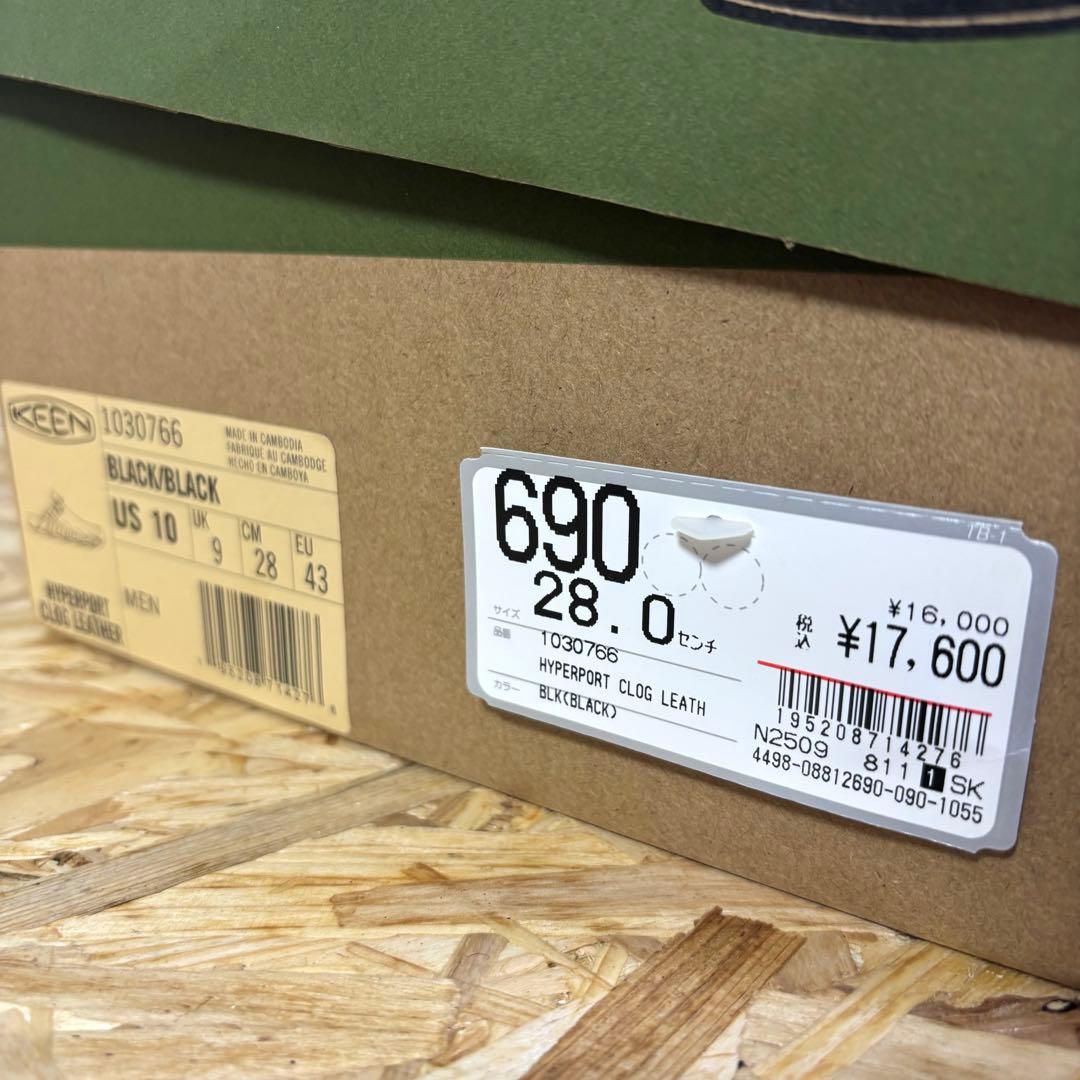 KEEN
1030766
MADE IN CAMBODIA
FABRIQUE AU CAMBODGE
HECHO EN CAMBOYA
BLACK/BLACK
US 10
UK
9
CM
28
EU
43
HYPERPORT
CLOG LEATHER
MEN
TB-1
690
サイズ
28.0センチ
品番
1030766
HYPERPORT CLOG LEATH
カラー
BLK(BLACK)
¥16,000
税込
¥17,600
195208714276
N2509
811 1 SK
4498-08812690-090-1055